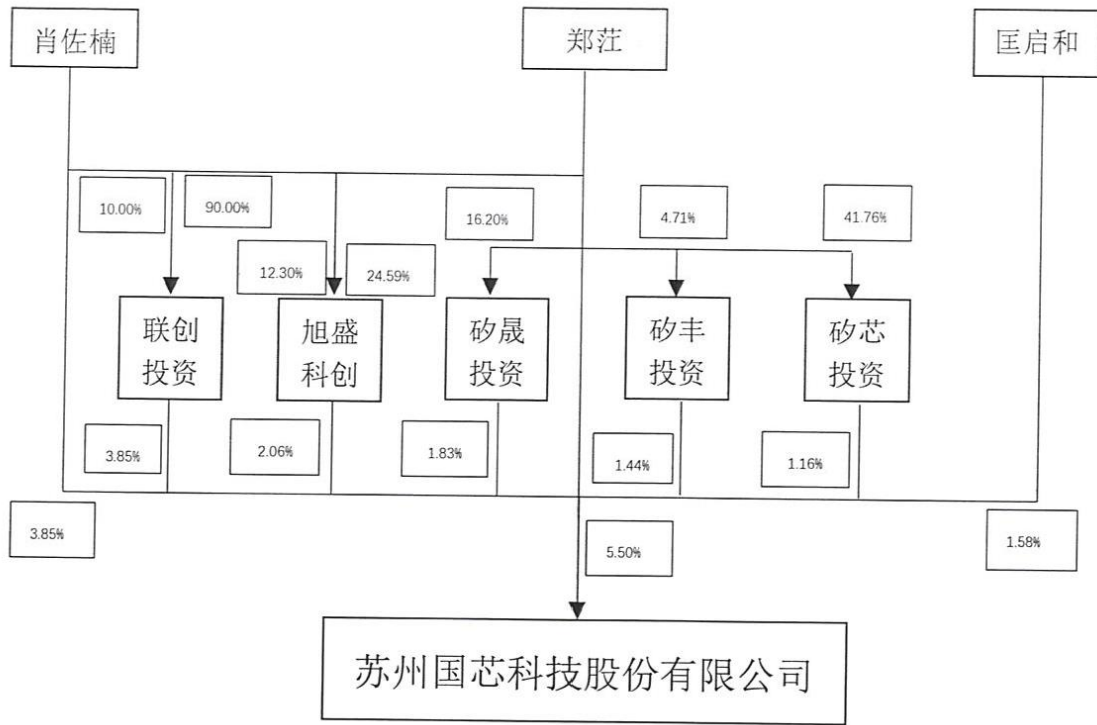 肖佐楠
郑茳
匡启和
10.00%
90.00%
16.20%
4.71%
41.76%
12.30%
24.59%
联创
投资
旭盛
科创
矽晟
投资
矽丰
投资
矽芯
投资
3.85%
2.06%
1.83%
1.44%
1.16%
3.85%
5.50%
1.58%
苏州国芯科技股份有限公司